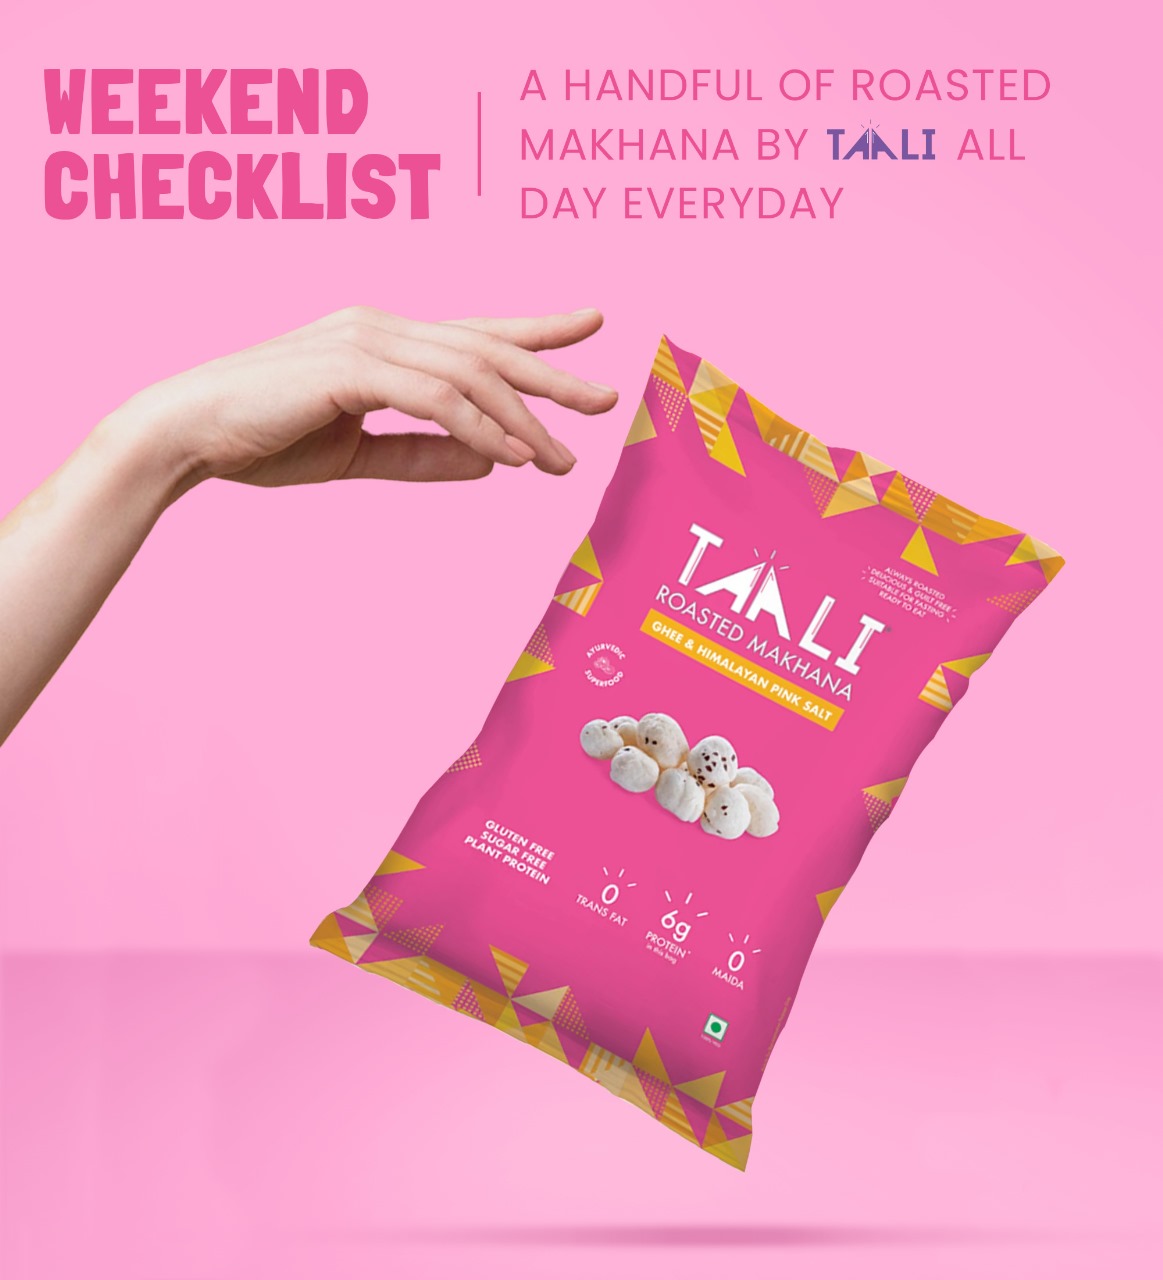 WEEKEND
CHECKLIST
A HANDFUL OF ROASTED
MAKHANA BY TAALI ALL
DAY EVERYDAY
TAALI
ROASTED MAKHANA
GHEE & HIMALAYAN PINK SALT
ALWAYS ROASTED
DELICIOUS & GUILT FREE
SUITABLE FOR FASTING
READY TO EAT
AYURVEDIC
SUPERFOOD
GLUTEN FREE
SUGAR FREE
PLANT PROTEIN
0
TRANS FAT
6g
PROTEIN*
in this bag
0
MAIDA